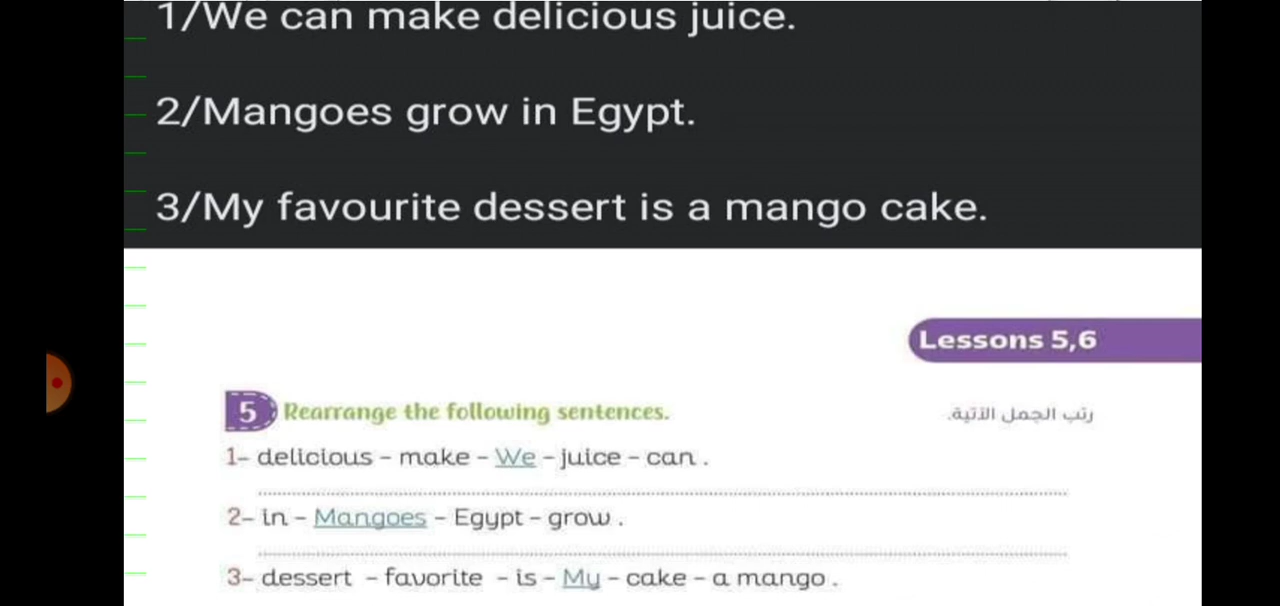 1/We can make delicious juice.
2/Mangoes grow in Egypt.
3/My favourite dessert is a mango cake.
Lessons 5,6
5 Rearrange the following sentences. رتب الجمل الآتية.
1- delicious - make - We - juice - can .
2- in - Mangoes - Egypt - grow .
3- dessert - favorite - is - My - cake - a mango .